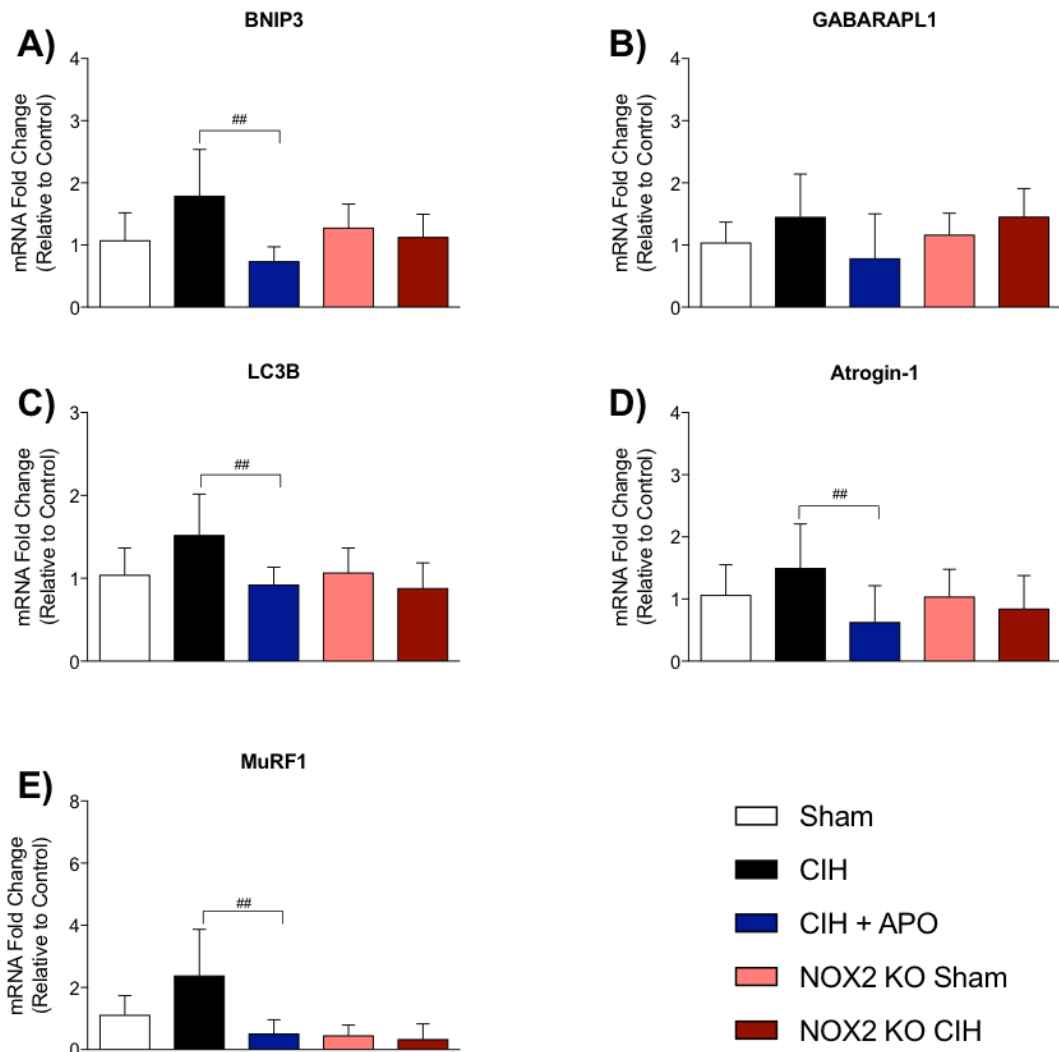 BNIP3
A)
mRNA Fold Change
(Relative to Control)
4
3
2
1
0
##
GABARAPL1
B)
mRNA Fold Change
(Relative to Control)
4
3
2
1
0
LC3B
C)
mRNA Fold Change
(Relative to Control)
3
2
1
0
##
Atrogin-1
D)
mRNA Fold Change
(Relative to Control)
4
3
2
1
0
##
MuRF1
E)
mRNA Fold Change
(Relative to Control)
8
6
4
2
0
##
Sham
CIH
CIH + APO
NOX2 KO Sham
NOX2 KO CIH